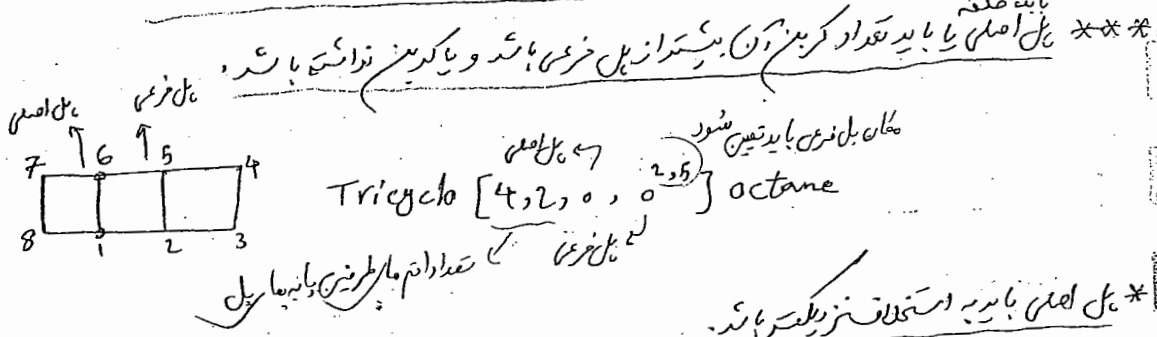 *** پل اصلی یا باید تعداد کربن آن بیشتر از پل فرعی باشد و یا کربن نداشته باشد.
پل اصلی پل فرعی
7 6 5 4
8 1 2 3
مکان پل فرعی باید تعیین شود
پل اصلی
Tricyclo [4,2,0,0^2,5] octane
پل فرعی
تعداد اتم های طرفین پایه های پل
* پل اصلی باید به استخلاف نزدیکتر باشد.